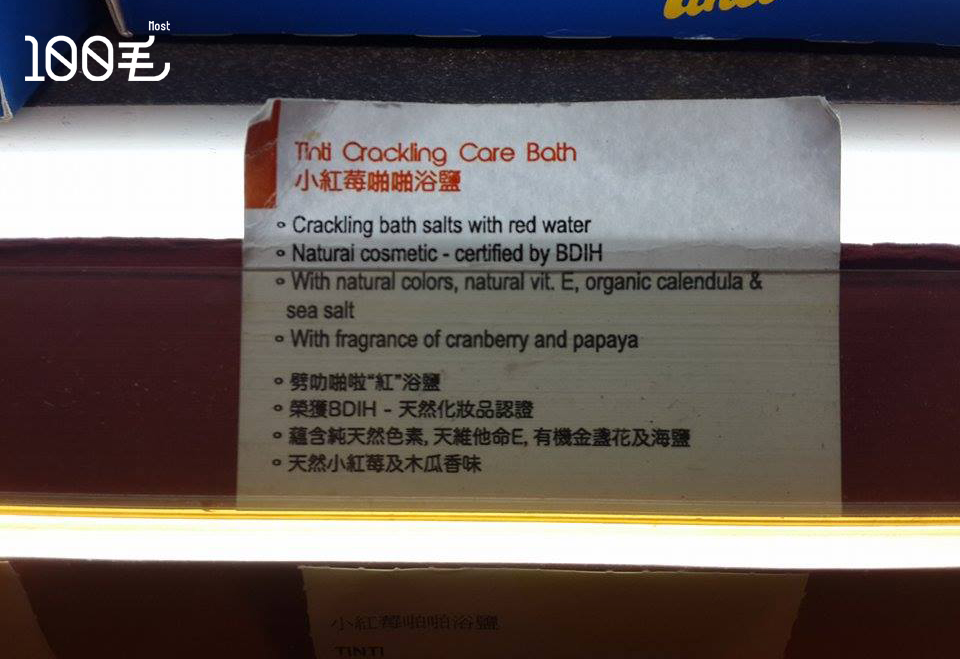 Most
100毛
Tinti
Tinti Crackling Care Bath
小紅莓啪啪浴鹽
Crackling bath salts with red water
Natural cosmetic - certified by BDIH
With natural colors, natural vit. E, organic calendula &
sea salt
With fragrance of cranberry and papaya
劈叻啪啦“紅”浴鹽
榮獲BDIH - 天然化妝品認證
蘊含純天然色素, 天維他命E, 有機金盞花及海鹽
天然小紅莓及木瓜香味
小紅莓啪啪浴鹽
TINTI